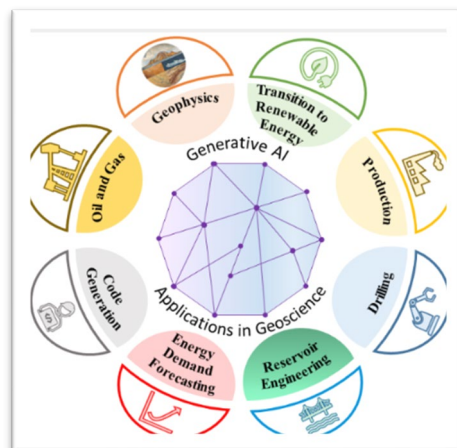 Generative AI
Applications in Geoscience
Geophysics
Transition to
Renewable
Energy
Production
Drilling
Reservoir
Engineering
Energy
Demand
Forecasting
Code
Generation
Oil and Gas